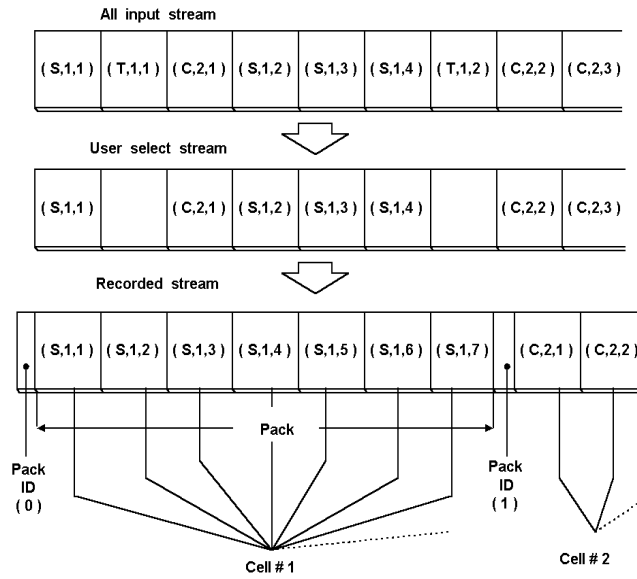 All input stream
( S,1,1 ) ( T,1,1 ) ( C,2,1 ) ( S,1,2 ) ( S,1,3 ) ( S,1,4 ) ( T,1,2 ) ( C,2,2 ) ( C,2,3 )
User select stream
( S,1,1 ) ( C,2,1 ) ( S,1,2 ) ( S,1,3 ) ( S,1,4 ) ( C,2,2 ) ( C,2,3 )
Recorded stream
( S,1,1 ) ( S,1,2 ) ( S,1,3 ) ( S,1,4 ) ( S,1,5 ) ( S,1,6 ) ( S,1,7 ) ( C,2,1 ) ( C,2,2 )
Pack
Pack
ID
( 0 )
Pack
ID
( 1 )
Cell # 1
Cell # 2